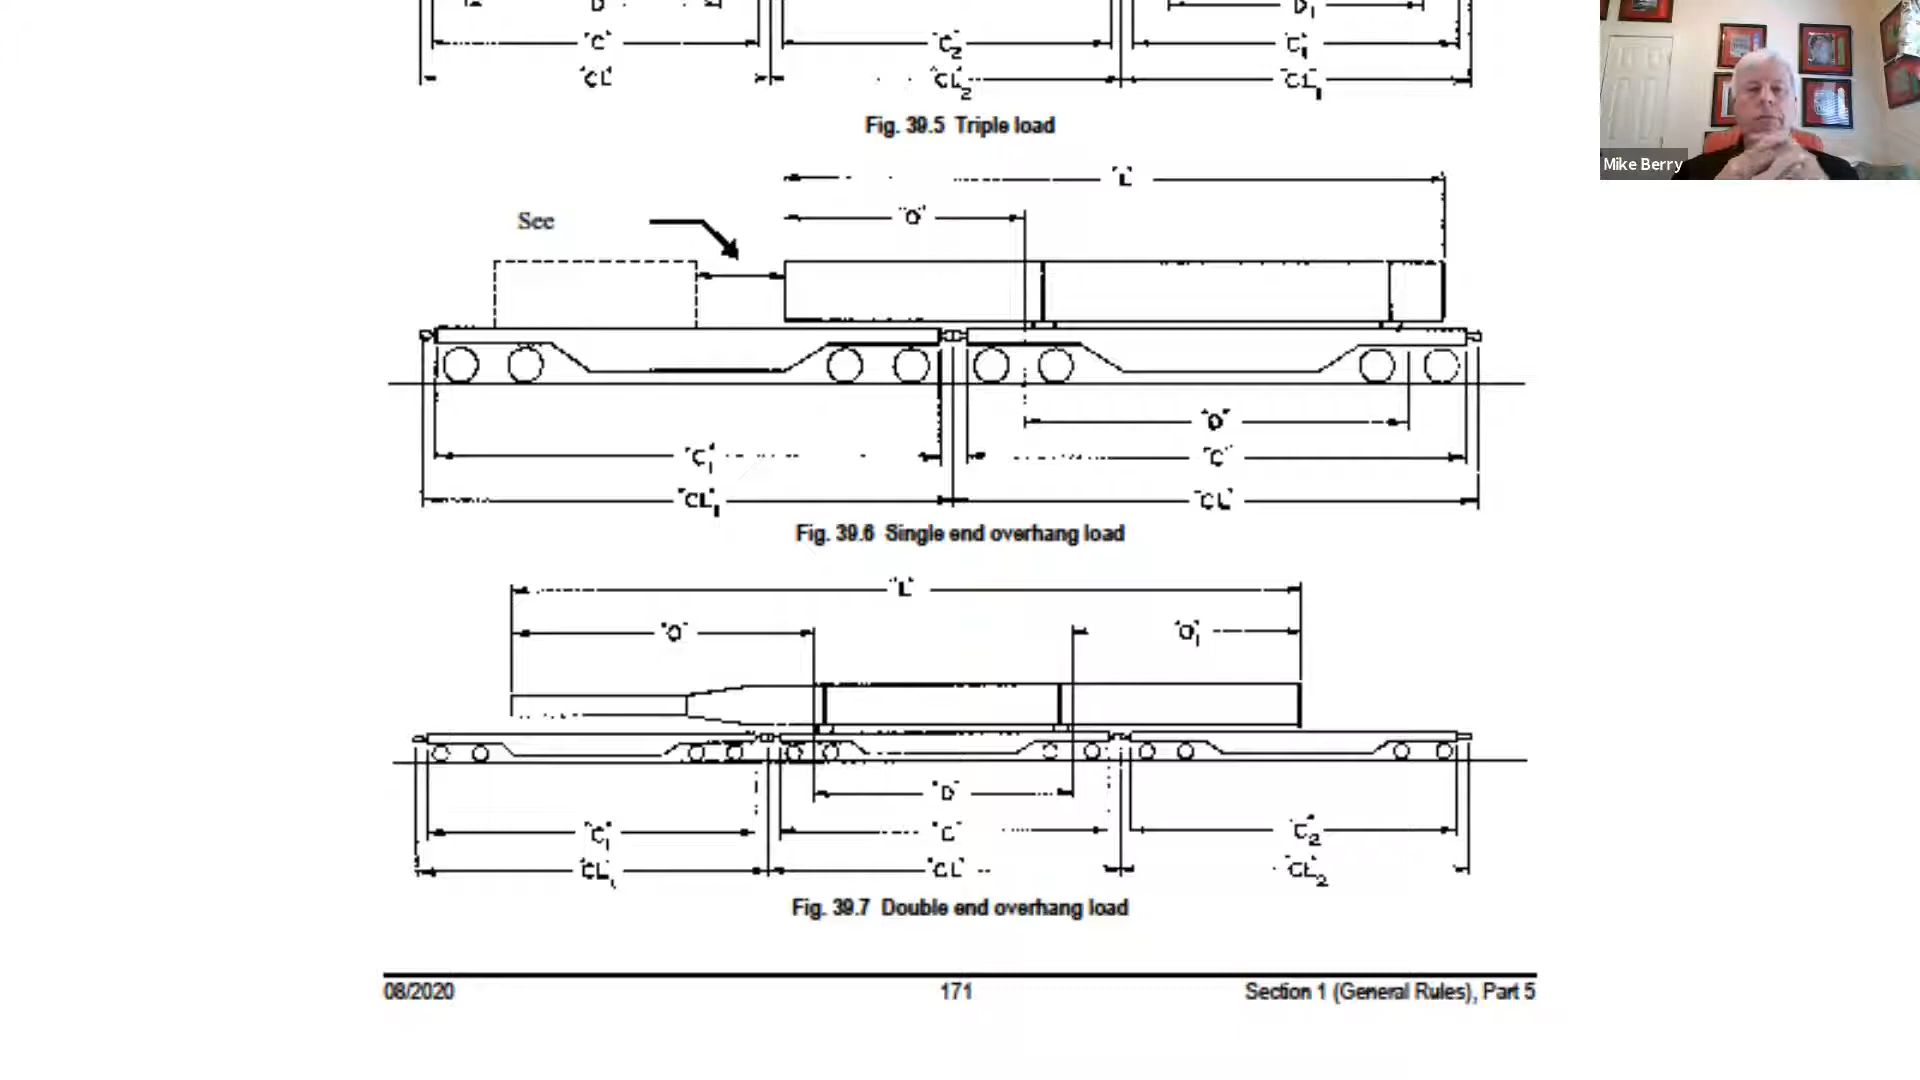 "D"
D₁
"C"
"C₂
C₁
"CL"
CL₂
"C1₁
Fig. 39.5 Triple load
Mike Berry
"L"
See
"O"
"D"
"C₁"
"C"
"CL₁
"CL"
Fig. 39.6 Single end overhang load
"L"
"O"
"O₁"
"D"
"C₁"
"C"
"C₂
"CL₁
"CL"
"CL₂
Fig. 39.7 Double end overhang load
08/2020
171
Section 1 (General Rules), Part 5